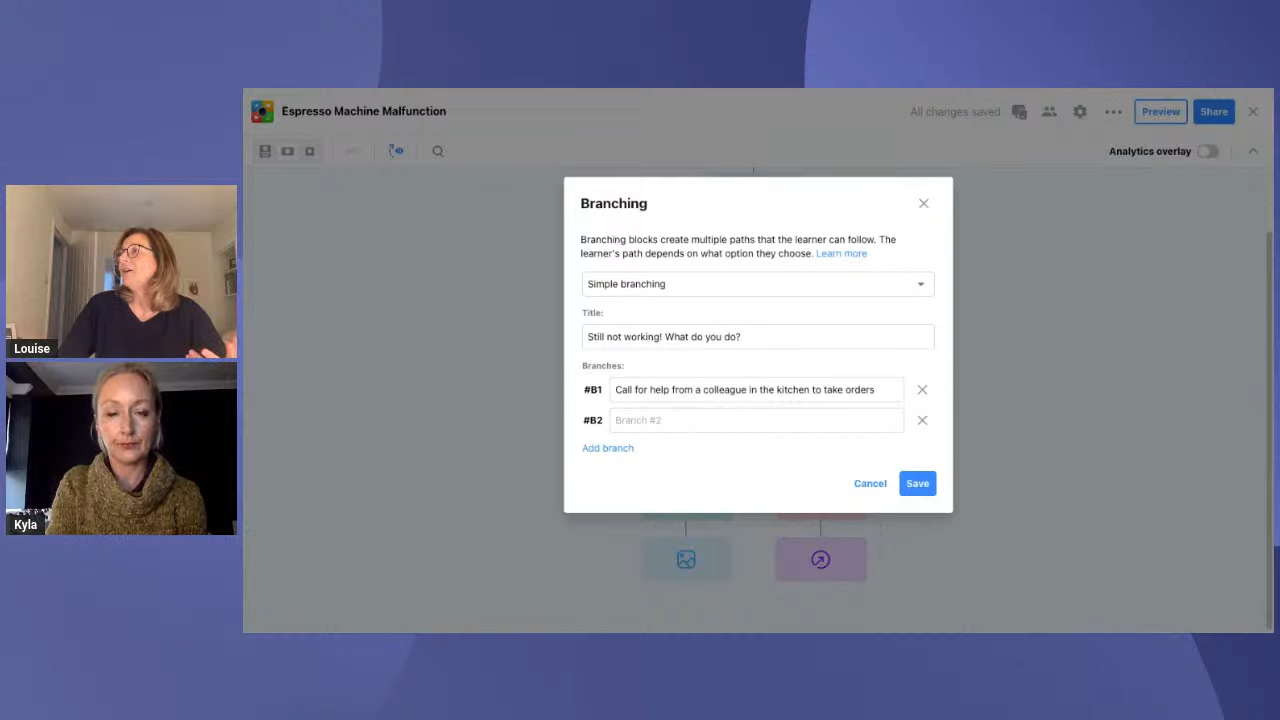 Espresso Machine Malfunction
All changes saved
Preview
Share
Analytics overlay
Branching
Branching blocks create multiple paths that the learner can follow. The
learner's path depends on what option they choose. Learn more
Simple branching
Title:
Still not working! What do you do?
Branches:
#B1 Call for help from a colleague in the kitchen to take orders
#B2 Branch #2
Add branch
Cancel
Save
Louise
Kyla